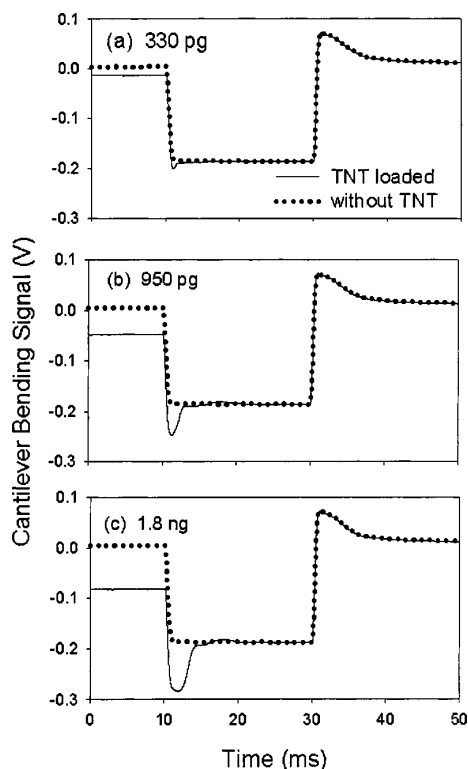 (a) 330 pg
0.1
0.0
-0.1
-0.2
-0.3
TNT loaded
without TNT
Cantilever Bending Signal (V)
(b) 950 pg
0.1
0.0
-0.1
-0.2
-0.3
(c) 1.8 ng
0.1
0.0
-0.1
-0.2
-0.3
0 10 20 30 40 50
Time (ms)